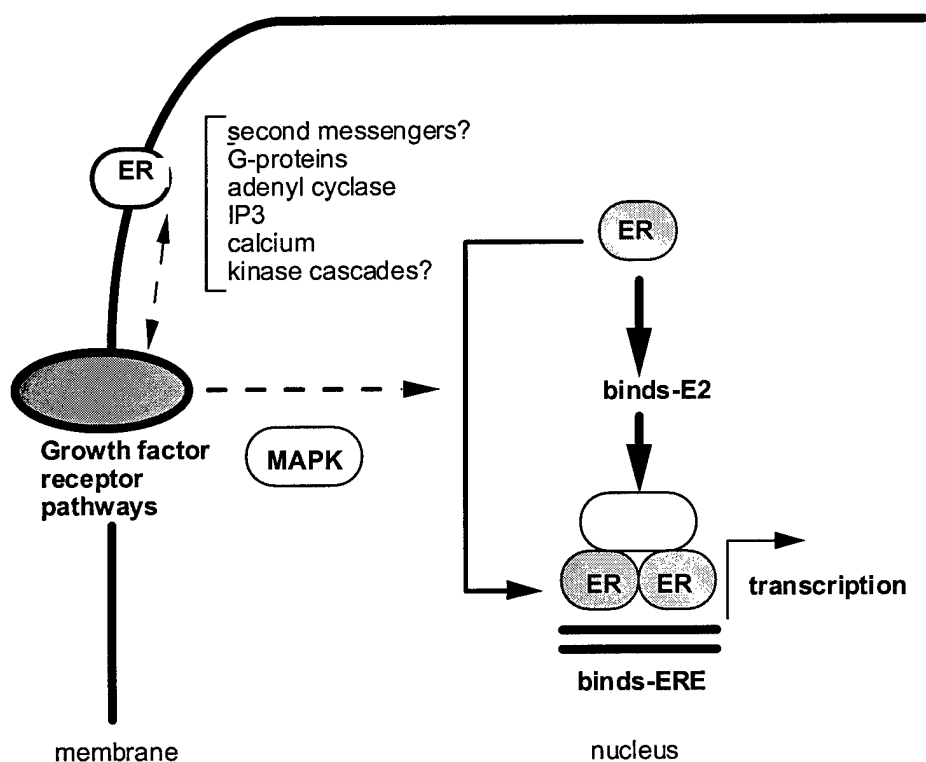 ER
second messengers?
G-proteins
adenyl cyclase
IP3
calcium
kinase cascades?
ER
binds-E2
Growth factor
receptor
pathways
MAPK
ER
ER
transcription
binds-ERE
membrane
nucleus